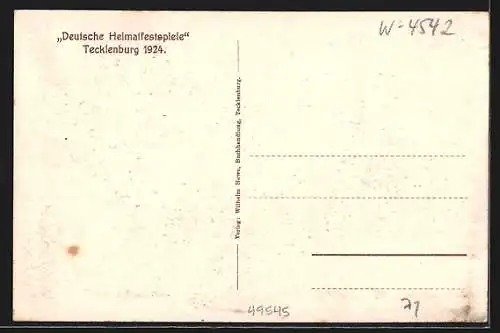 „Deutsche Heimatfestspiele“
Tecklenburg 1924.
W-4542
Verlag: Wilhelm Howe, Buchhandlung, Tecklenburg.
49545
71